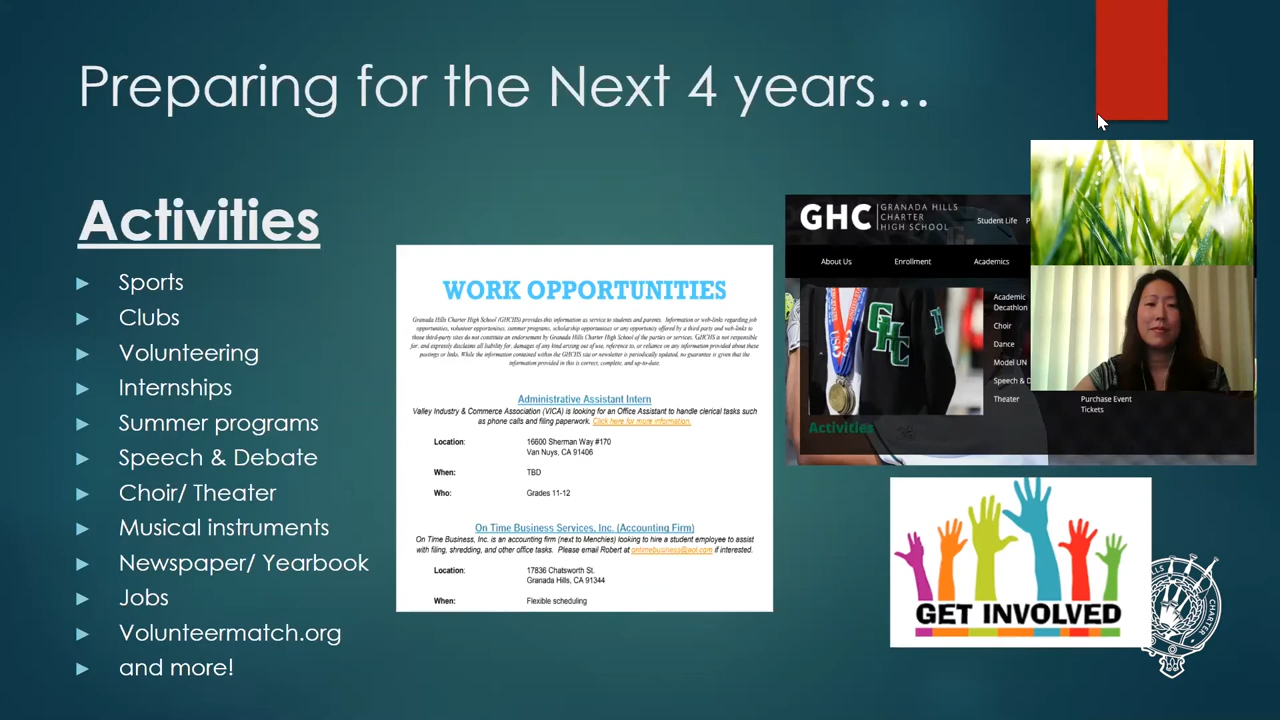 Preparing for the Next 4 years…
Activities
Sports
Clubs
Volunteering
Internships
Summer programs
Speech & Debate
Choir/ Theater
Musical instruments
Newspaper/ Yearbook
Jobs
Volunteermatch.org
and more!
WORK OPPORTUNITIES
Granada Hills Charter High School (GHCHS) provides this information as service to students and parents. Information or web-links regarding job
opportunities, volunteer opportunities, summer programs, scholarship opportunities or any opportunity offered by a third party and web-links to
those third-party sites do not constitute an endorsement by Granada Hills Charter High School of the parties or services. GHCHS is not responsible
for, and expressly disclaims all liability for, damages of any kind arising out of use, reference to, or reliance on any information provided about these
postings or links. While the information contained within the GHCHS site or newsletter is periodically updated, no guarantee is given that the
information provided in this is correct, complete, and up-to-date.
Administrative Assistant Intern
Valley Industry & Commerce Association (VICA) is looking for an Office Assistant to handle clerical tasks such
as phone calls and filing paperwork. Click here for more information.
Location: 16600 Sherman Way #170
Van Nuys, CA 91406
When: TBD
Who: Grades 11-12
On Time Business Services, Inc. (Accounting Firm)
On Time Business, Inc. is an accounting firm (next to Menchies) looking to hire a student employee to assist
with filing, shredding, and other office tasks. Please email Robert at ontimebusiness@aol.com if interested.
Location: 17836 Chatsworth St.
Granada Hills, CA 91344
When: Flexible scheduling
GHC GRANADA HILLS
CHARTER
HIGH SCHOOL
Student Life P
About Us Enrollment Academics
Academic
Decathlon
Choir
Dance
Model UN
Speech & D
Theater
Purchase Event
Tickets
GHC
Activities
GET INVOLVED
CHARTER